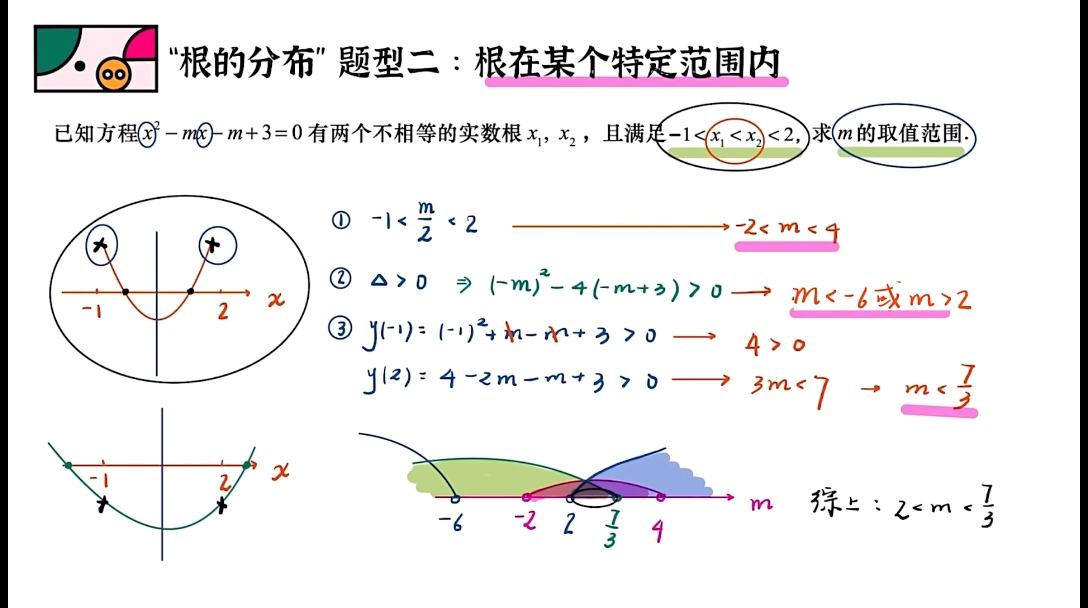 “根的分布”题型二：根在某个特定范围内
已知方程x²－mx－m＋3＝0有两个不相等的实数根x₁, x₂，且满足－1＜x₁＜x₂＜2，求m的取值范围.
① -1 < m/2 < 2 → -2 < m < 4
② Δ > 0 ⇒ (-m)² - 4(-m+3) > 0 → m < -6 或 m > 2
③ y(-1) = (-1)² + m - m + 3 > 0 → 4 > 0
y(2) = 4 - 2m - m + 3 > 0 → 3m < 7 → m < 7/3
-1 2 x
-1 2 x
-6 -2 2 7/3 4 m
综上: 2 < m < 7/3